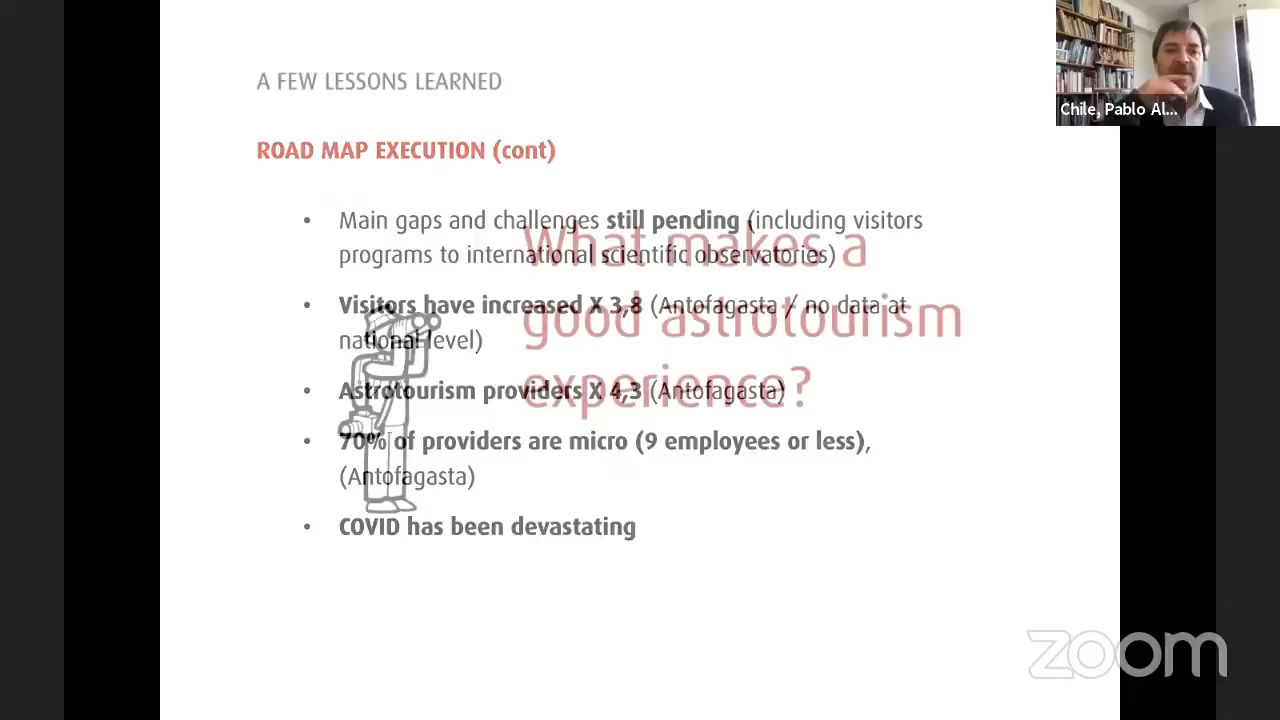 A FEW LESSONS LEARNED
ROAD MAP EXECUTION (cont)
• Main gaps and challenges still pending (including visitors
programs to international scientific observatories)
• Visitors have increased X 3,8 (Antofagasta / no data at
national level)
• Astrotourism providers X 4,3 (Antofagasta)
• 70% of providers are micro (9 employees or less),
(Antofagasta)
• COVID has been devastating
What makes a
good astrotourism
experience?
Chile, Pablo Al...
zoom